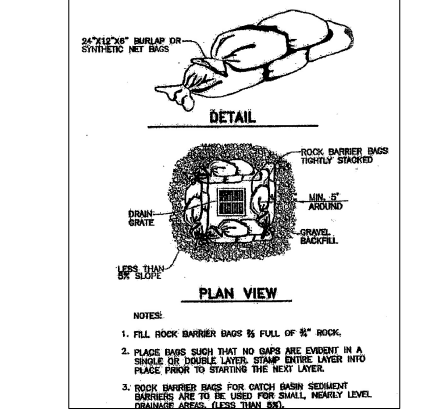 24"X12"X6" BURLAP OR
SYNTHETIC NET BAGS
DETAIL
ROCK BARRIER BAGS
TIGHTLY STACKED
MIN. 5"
AROUND
DRAIN
GRATE
GRAVEL
BACKFILL
LESS THAN
5% SLOPE
PLAN VIEW
NOTES:
1. FILL ROCK BARRIER BAGS ⅔ FULL OF ¾" ROCK.
2. PLACE BAGS SUCH THAT NO GAPS ARE EVIDENT IN A
SINGLE OR DOUBLE LAYER. STAMP ENTIRE LAYER INTO
PLACE PRIOR TO STARTING THE NEXT LAYER.
3. ROCK BARRIER BAGS FOR CATCH BASIN SEDIMENT
BARRIERS ARE TO BE USED FOR SMALL, NEARLY LEVEL
DRAINAGE AREAS. (LESS THAN 5%).